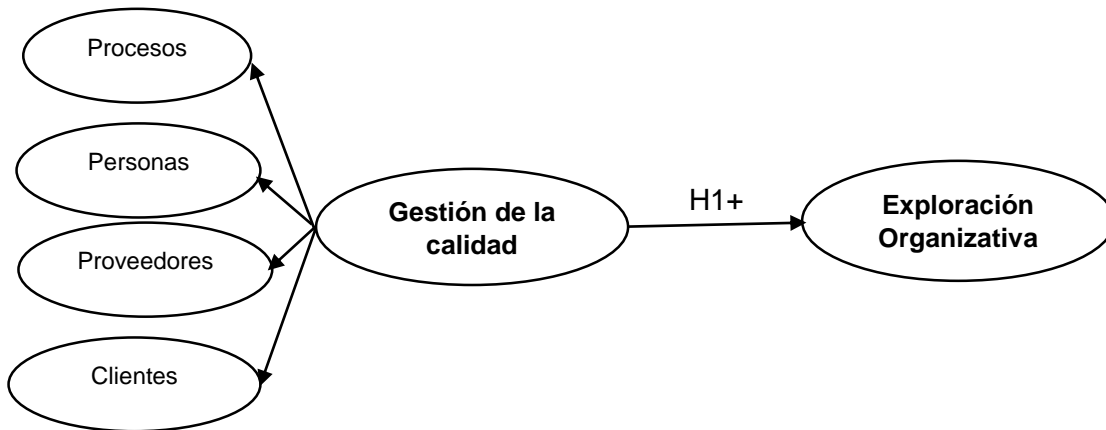 Procesos
Personas
Proveedores
Clientes
Gestión de la
calidad
H1+
Exploración
Organizativa